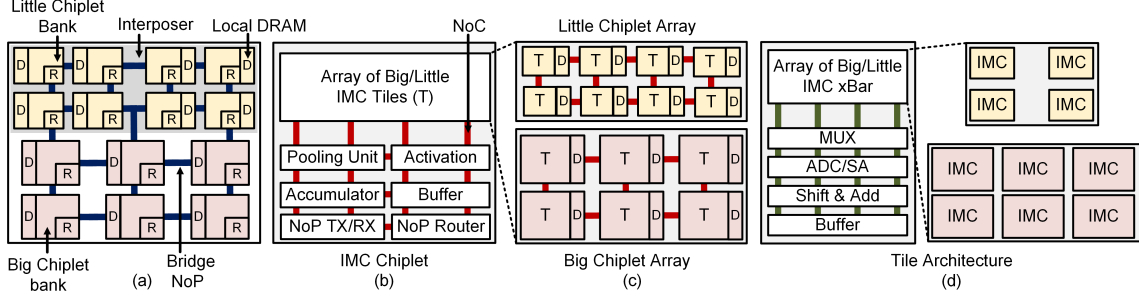 Little Chiplet
Bank
Interposer
Local DRAM
D R D R R D R D
D R D R R D R D
D R D R D R
D R D R D R
Big Chiplet
bank
(a)
Bridge
NoP
NoC
Array of Big/Little
IMC Tiles (T)
Pooling Unit
Activation
Accumulator
Buffer
NoP TX/RX
NoP Router
IMC Chiplet
(b)
Little Chiplet Array
T D T D T D T D
T D T D T D T D
T D T D T D
T D T D T D
Big Chiplet Array
(c)
Array of Big/Little
IMC xBar
MUX
ADC/SA
Shift & Add
Buffer
IMC IMC
IMC IMC
IMC IMC IMC
IMC IMC IMC
Tile Architecture
(d)